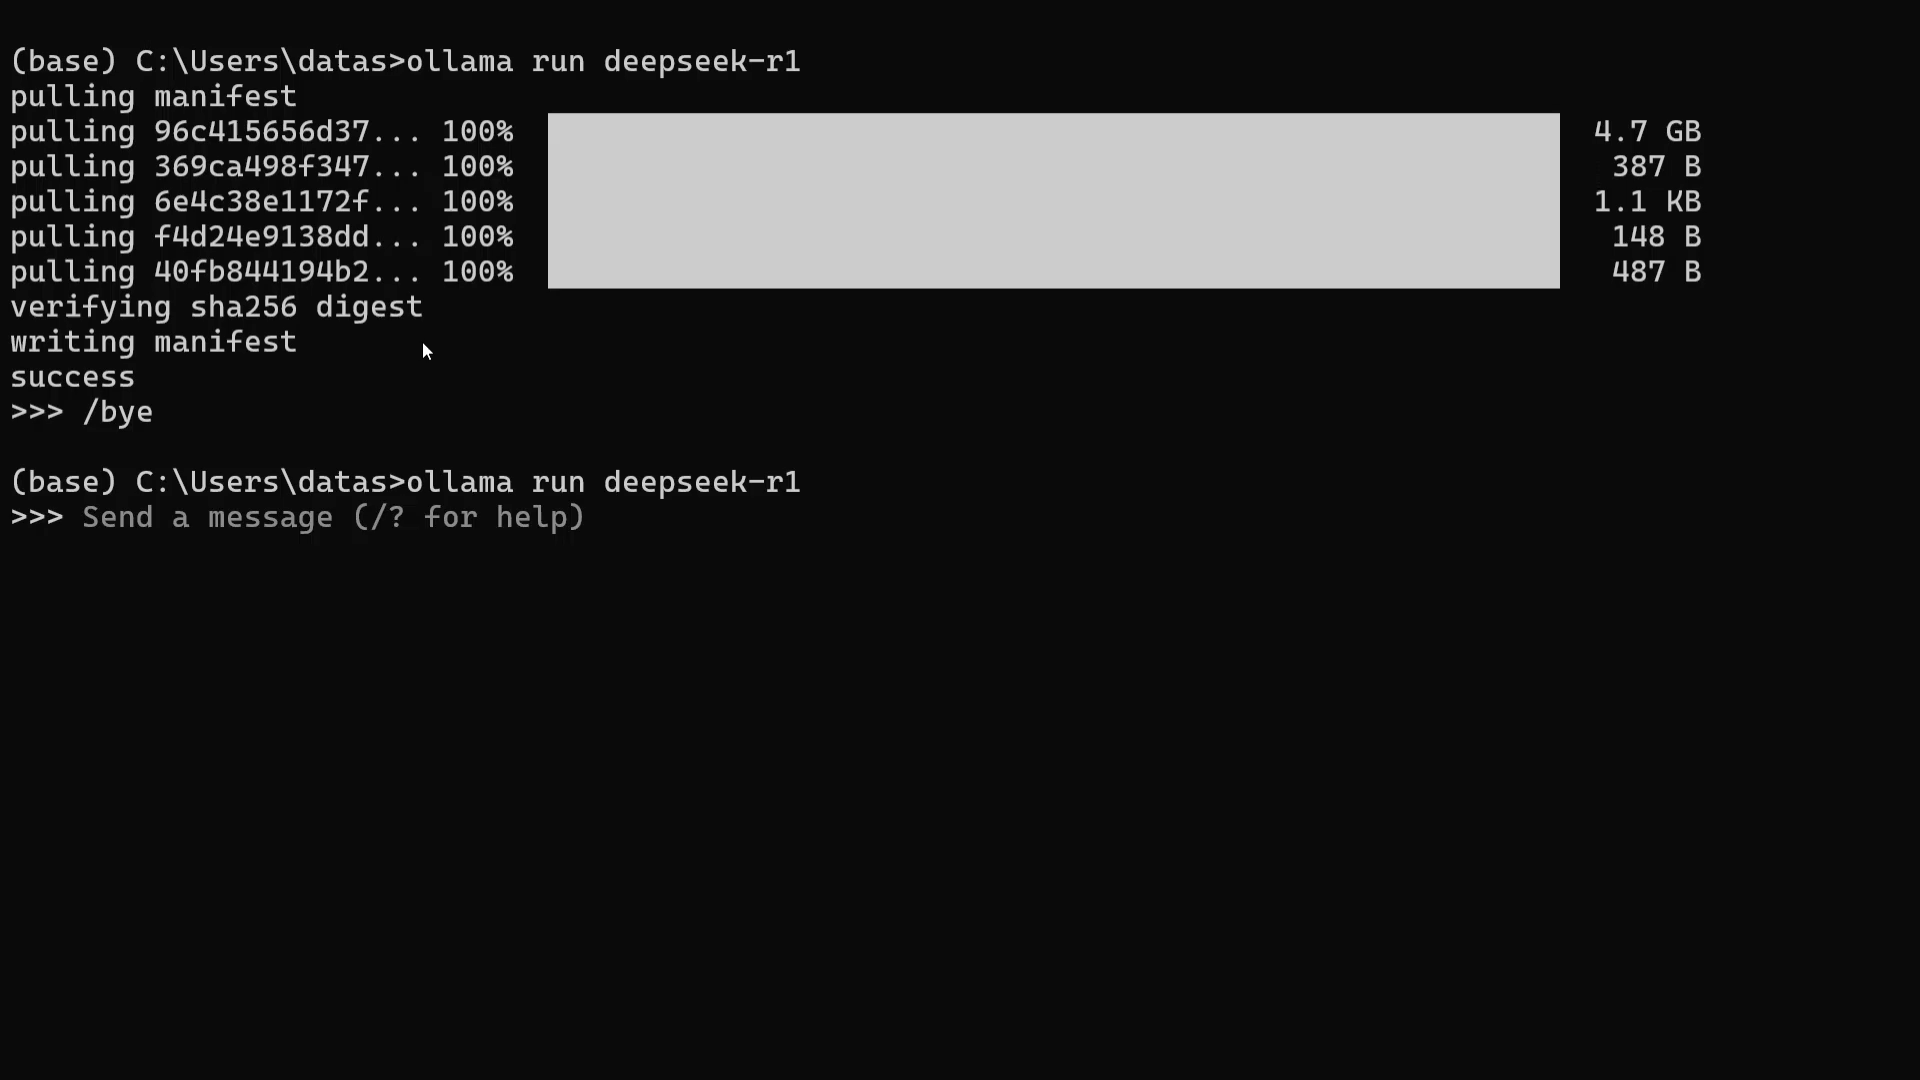 (base) C:\Users\datas>ollama run deepseek-r1
pulling manifest
pulling 96c415656d37... 100% 4.7 GB
pulling 369ca498f347... 100% 387 B
pulling 6e4c38e1172f... 100% 1.1 KB
pulling f4d24e9138dd... 100% 148 B
pulling 40fb844194b2... 100% 487 B
verifying sha256 digest
writing manifest
success
>>> /bye
(base) C:\Users\datas>ollama run deepseek-r1
>>> Send a message (/? for help)